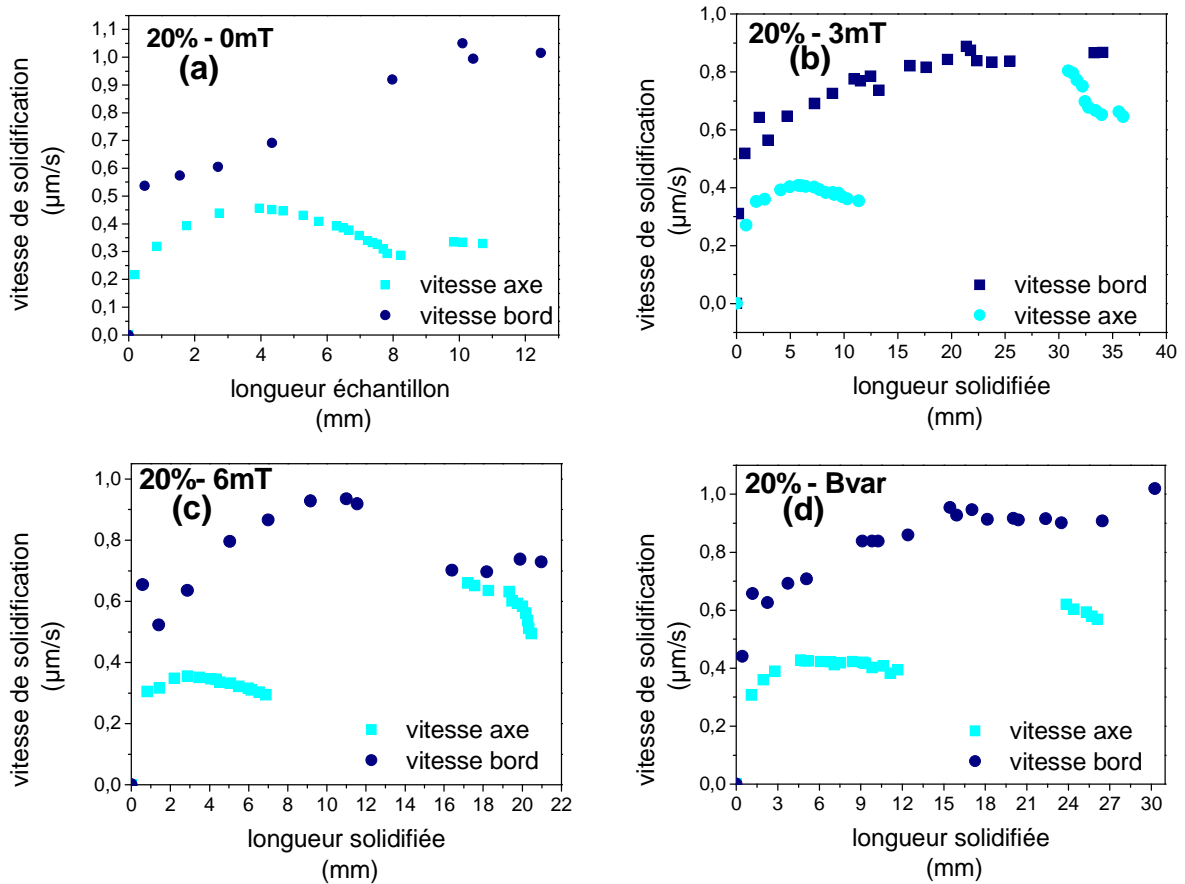 20% - 0mT
(a)
1,1
1,0
0,9
0,8
0,7
0,6
0,5
0,4
0,3
0,2
0,1
0,0
0 2 4 6 8 10 12
vitesse de solidification
(µm/s)
vitesse axe
vitesse bord
longueur échantillon
(mm)
20% - 3mT
(b)
1,0
0,8
0,6
0,4
0,2
0,0
0 5 10 15 20 25 30 35 40
vitesse de solidification
(µm/s)
vitesse bord
vitesse axe
longueur solidifiée
(mm)
20%- 6mT
(c)
1,0
0,8
0,6
0,4
0,2
0,0
0 2 4 6 8 10 12 14 16 18 20 22
vitesse de solidification
(µm/s)
vitesse axe
vitesse bord
longueur solidifiée
(mm)
20% - Bvar
(d)
1,0
0,8
0,6
0,4
0,2
0,0
0 3 6 9 12 15 18 21 24 27 30
vitesse de solidification
(µm/s)
vitesse axe
vitesse bord
longueur solidifiée
(mm)